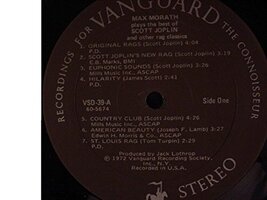 RECORDINGS FOR THE CONNOISSEUR
VANGUARD
MAX MORATH
plays the best of
SCOTT JOPLIN
and other rag classics
1. ORIGINAL RAGS (Scott Joplin) 4:26
P.D.
2. SCOTT JOPLIN'S NEW RAG (Scott Joplin) 3:19
E.B. Marks, BMI
3. EUPHONIC SOUNDS (Scott Joplin) 3:26
Mills Music Inc., ASCAP
4. HILARITY (James Scott) 2:41
P.D.
VSD-39-A
60-5674
Side One
5. COUNTRY CLUB (Scott Joplin) 4:26
Mills Music Inc., ASCAP
6. AMERICAN BEAUTY (Joseph F. Lamb) 3:27
Edwin H. Morris & Co., ASCAP
7. ST. LOUIS RAG (Tom Turpin) 2:29
P.D.
Produced by Jack Lothrop
© 1972 Vanguard Recording Society,
Inc., N.Y.
Recorded in U.S.A.
STEREO